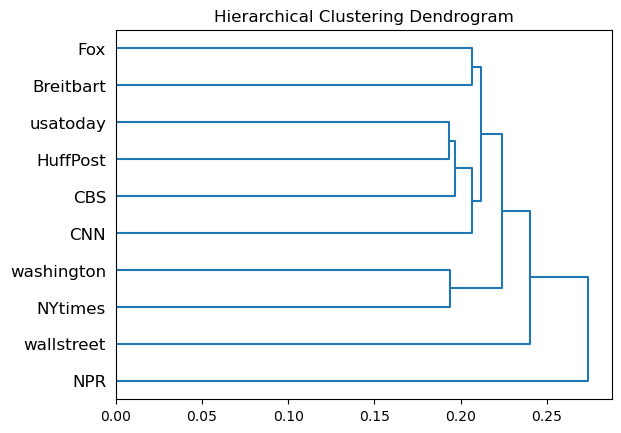 Hierarchical Clustering Dendrogram
Fox
Breitbart
usatoday
HuffPost
CBS
CNN
washington
NYtimes
wallstreet
NPR
0.00 0.05 0.10 0.15 0.20 0.25